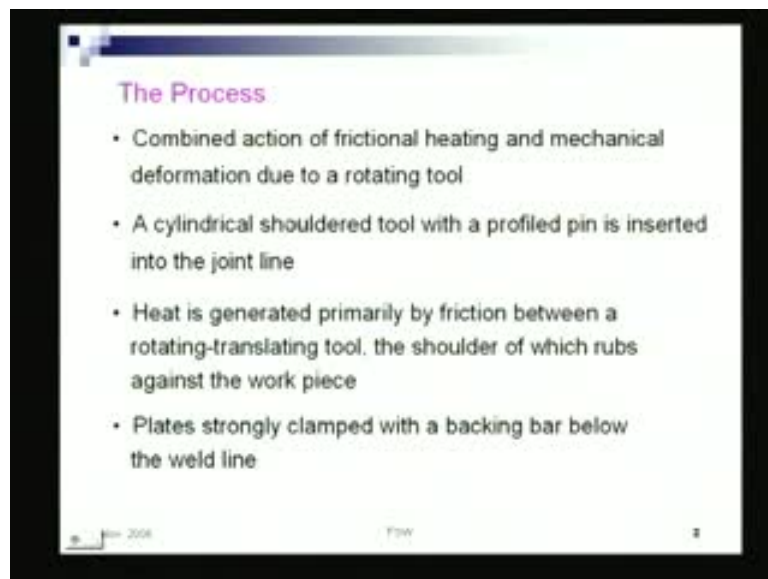 The Process
• Combined action of frictional heating and mechanical
deformation due to a rotating tool
• A cylindrical shouldered tool with a profiled pin is inserted
into the joint line
• Heat is generated primarily by friction between a
rotating-translating tool. the shoulder of which rubs
against the work piece
• Plates strongly clamped with a backing bar below
the weld line